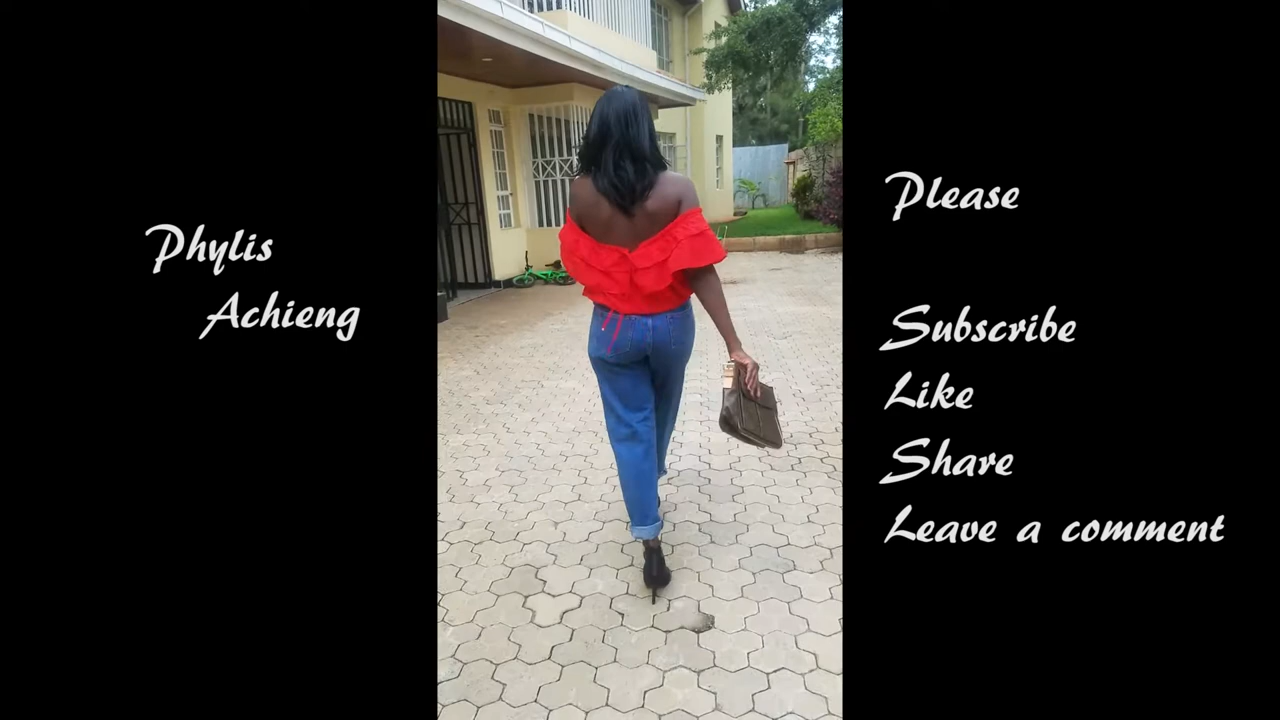 Phylis
Achieng
Please
Subscribe
Like
Share
Leave a comment